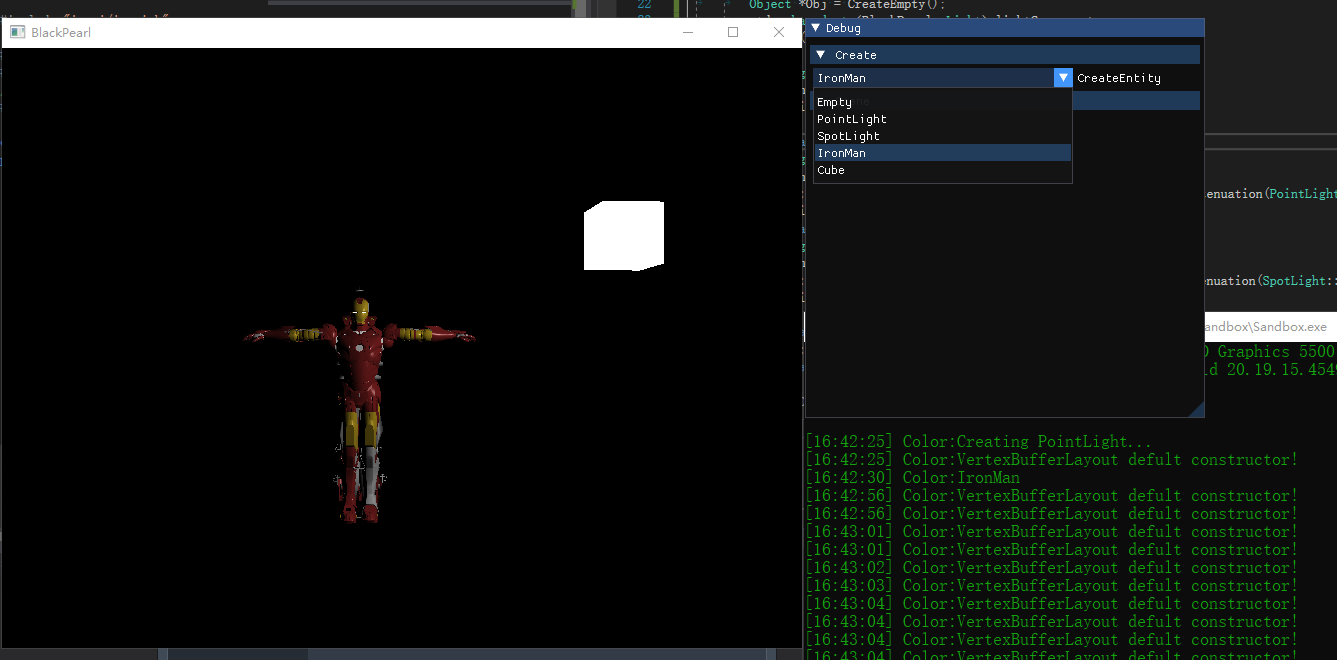 22 Object *Obj = CreateEmpty();
BlackPearl
Debug
Create
IronMan
CreateEntity
Empty
PointLight
SpotLight
IronMan
Cube
enuation(PointLight
nuation(SpotLight::
andbox\Sandbox.exe
D Graphics 5500
ld 20.19.15.454
[16:42:25] Color:Creating PointLight...
[16:42:25] Color:VertexBufferLayout defult constructor!
[16:42:30] Color:IronMan
[16:42:56] Color:VertexBufferLayout defult constructor!
[16:42:56] Color:VertexBufferLayout defult constructor!
[16:43:01] Color:VertexBufferLayout defult constructor!
[16:43:01] Color:VertexBufferLayout defult constructor!
[16:43:02] Color:VertexBufferLayout defult constructor!
[16:43:03] Color:VertexBufferLayout defult constructor!
[16:43:04] Color:VertexBufferLayout defult constructor!
[16:43:04] Color:VertexBufferLayout defult constructor!
[16:43:04] Color:VertexBufferLayout defult constructor!
[16:43:04] Color:VertexBufferLayout defult constructor!